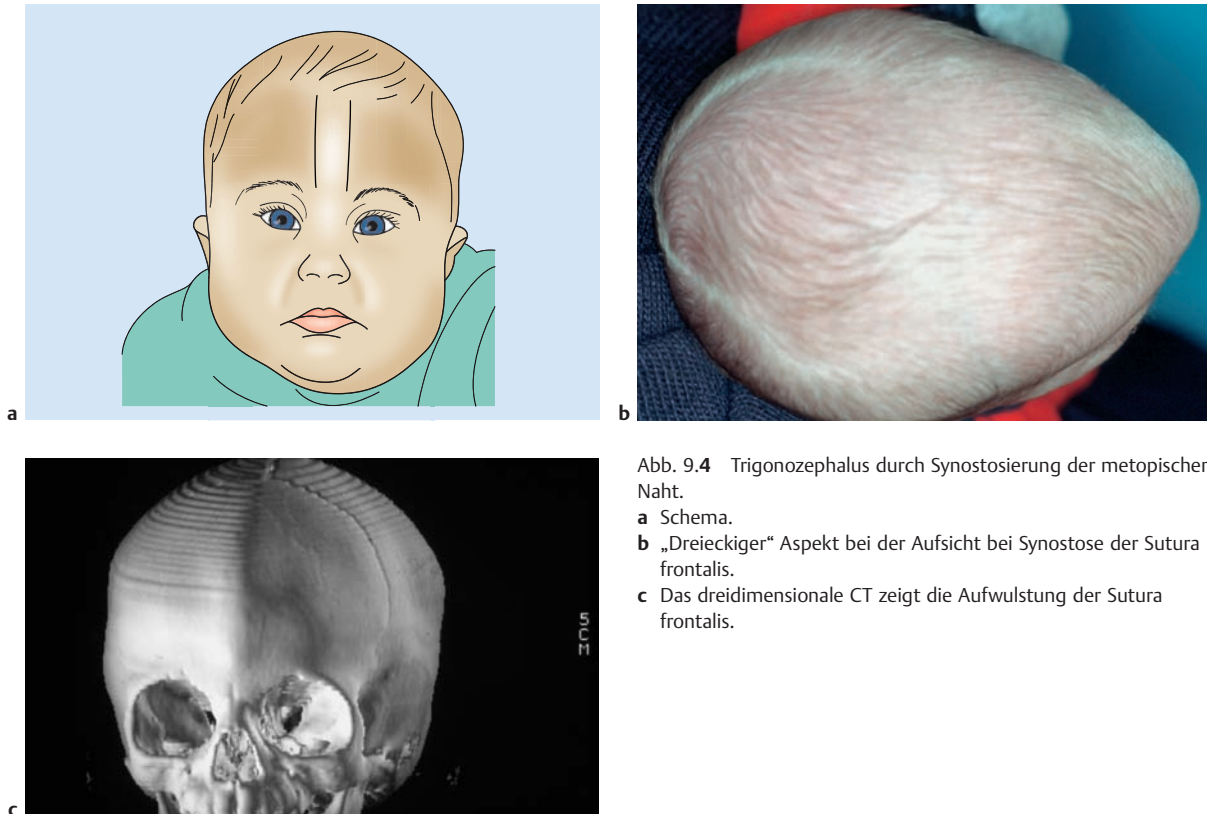 a
b
Abb. 9.4 Trigonozephalus durch Synostosierung der metopischen
Naht.
a Schema.
b „Dreieckiger“ Aspekt bei der Aufsicht bei Synostose der Sutura
frontalis.
c Das dreidimensionale CT zeigt die Aufwulstung der Sutura
frontalis.
5CM
c